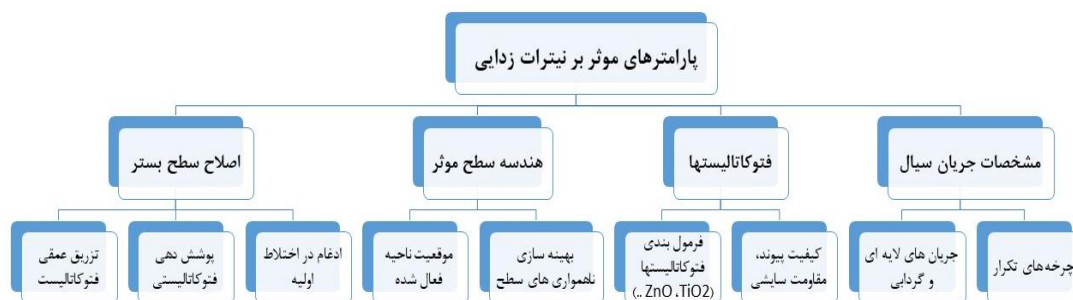 پارامترهای موثر بر نیترات زدایی
مشخصات جریان سیال
فتوکاتالیستها
هندسه سطح موثر
اصلاح سطح بستر
چرخه‌های تکرار
جریان های لایه ای
و گردابی
کیفیت پیوند،
مقاومت سایشی
فرمول بندی
فتوکاتالیستها
(.. ZnO ،TiO2)
بهینه سازی
ناهمواری های سطح
موقعیت ناحیه
فعال شده
ادغام در اختلاط
اولیه
پوشش دهی
فتوکاتالیستی
تزریق عمقی
فتوکاتالیست